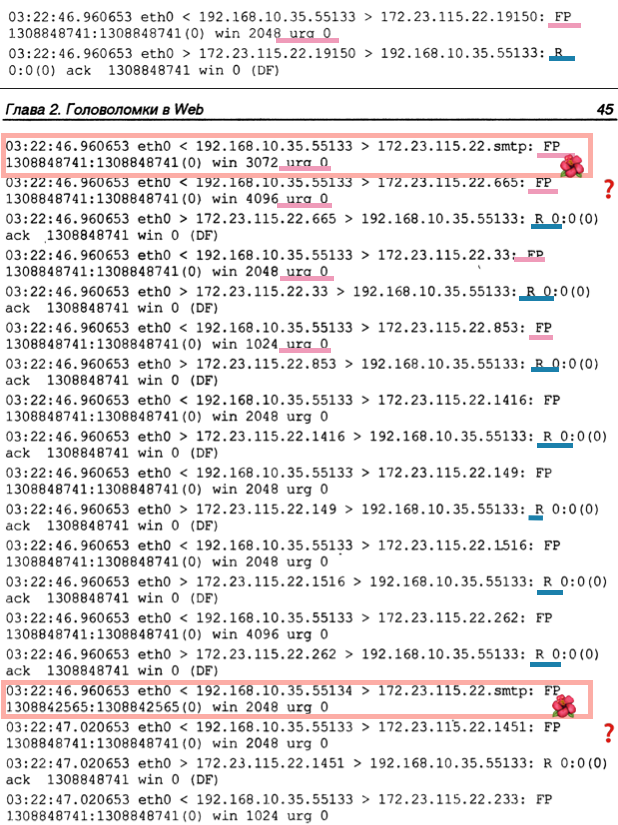 03:22:46.960653 eth0 < 192.168.10.35.55133 > 172.23.115.22.19150: FP
1308848741:1308848741(0) win 2048 urg 0
03:22:46.960653 eth0 > 172.23.115.22.19150 > 192.168.10.35.55133: R
0:0(0) ack 1308848741 win 0 (DF)
Глава 2. Головоломки в Web 45
03:22:46.960653 eth0 < 192.168.10.35.55133 > 172.23.115.22.smtp: FP
1308848741:1308848741(0) win 3072 urg 0
03:22:46.960653 eth0 < 192.168.10.35.55133 > 172.23.115.22.665: FP ?
1308848741:1308848741(0) win 4096 urg 0
03:22:46.960653 eth0 > 172.23.115.22.665 > 192.168.10.35.55133: R 0:0(0)
ack 1308848741 win 0 (DF)
03:22:46.960653 eth0 < 192.168.10.35.55133 > 172.23.115.22.33: FP
1308848741:1308848741(0) win 2048 urg 0
03:22:46.960653 eth0 > 172.23.115.22.33 > 192.168.10.35.55133: R 0:0(0)
ack 1308848741 win 0 (DF)
03:22:46.960653 eth0 < 192.168.10.35.55133 > 172.23.115.22.853: FP
1308848741:1308848741(0) win 1024 urg 0
03:22:46.960653 eth0 > 172.23.115.22.853 > 192.168.10.35.55133: R 0:0(0)
ack 1308848741 win 0 (DF)
03:22:46.960653 eth0 < 192.168.10.35.55133 > 172.23.115.22.1416: FP
1308848741:1308848741(0) win 2048 urg 0
03:22:46.960653 eth0 > 172.23.115.22.1416 > 192.168.10.35.55133: R 0:0(0)
ack 1308848741 win 0 (DF)
03:22:46.960653 eth0 < 192.168.10.35.55133 > 172.23.115.22.149: FP
1308848741:1308848741(0) win 2048 urg 0
03:22:46.960653 eth0 > 172.23.115.22.149 > 192.168.10.35.55133: R 0:0(0)
ack 1308848741 win 0 (DF)
03:22:46.960653 eth0 < 192.168.10.35.55133 > 172.23.115.22.1516: FP
1308848741:1308848741(0) win 2048 urg 0
03:22:46.960653 eth0 > 172.23.115.22.1516 > 192.168.10.35.55133: R 0:0(0)
ack 1308848741 win 0 (DF)
03:22:46.960653 eth0 < 192.168.10.35.55133 > 172.23.115.22.262: FP
1308848741:1308848741(0) win 4096 urg 0
03:22:46.960653 eth0 > 172.23.115.22.262 > 192.168.10.35.55133: R 0:0(0)
ack 1308848741 win 0 (DF)
03:22:46.960653 eth0 < 192.168.10.35.55134 > 172.23.115.22.smtp: FP
1308842565:1308842565(0) win 2048 urg 0
03:22:47.020653 eth0 < 192.168.10.35.55133 > 172.23.115.22.1451: FP ?
1308848741:1308848741(0) win 2048 urg 0
03:22:47.020653 eth0 > 172.23.115.22.1451 > 192.168.10.35.55133: R 0:0(0)
ack 1308848741 win 0 (DF)
03:22:47.020653 eth0 < 192.168.10.35.55133 > 172.23.115.22.233: FP
1308848741:1308848741(0) win 1024 urg 0